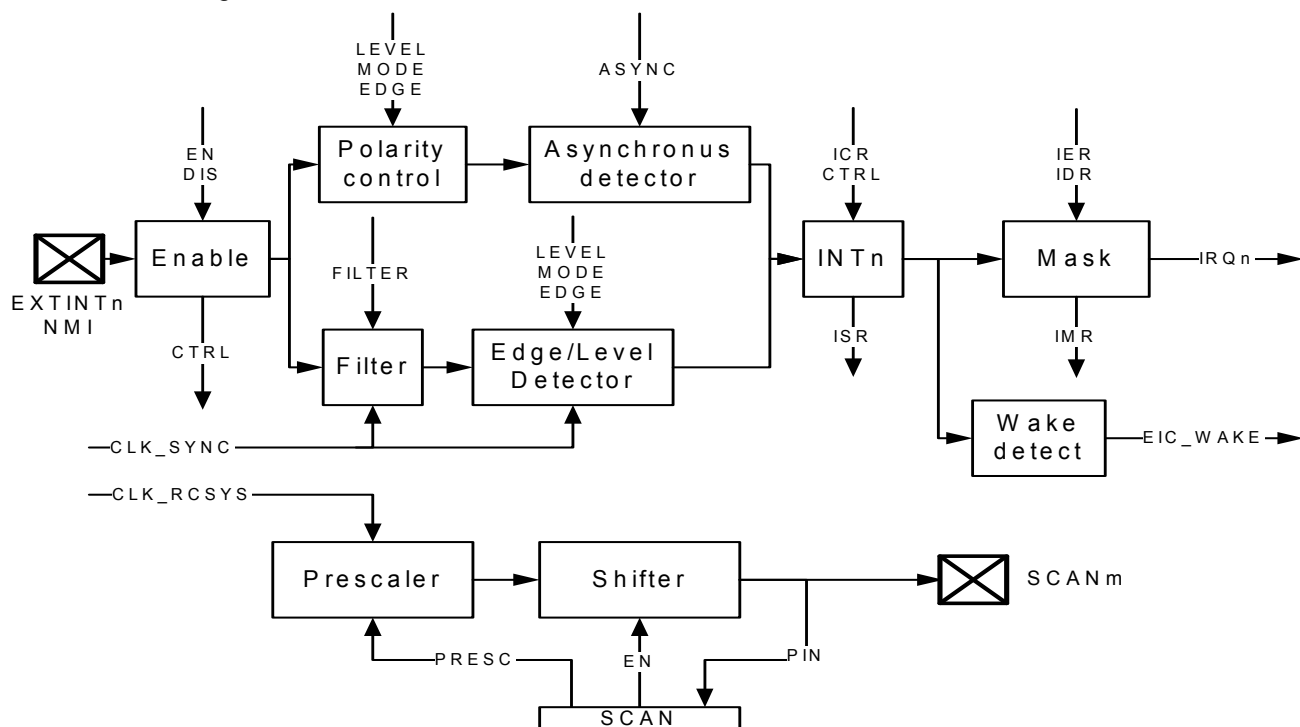 LEVEL
MODE
EDGE
ASYNC
EN
DIS
Polarity
control
Asynchronus
detector
ICR
CTRL
IER
IDR
Enable
FILTER
LEVEL
MODE
EDGE
INTn
Mask
IRQn
EXTINTn
NMI
CTRL
Filter
Edge/Level
Detector
ISR
IMR
CLK_SYNC
Wake
detect
EIC_WAKE
CLK_RCSYS
Prescaler
Shifter
SCANm
PRESC
EN
PIN
SCAN